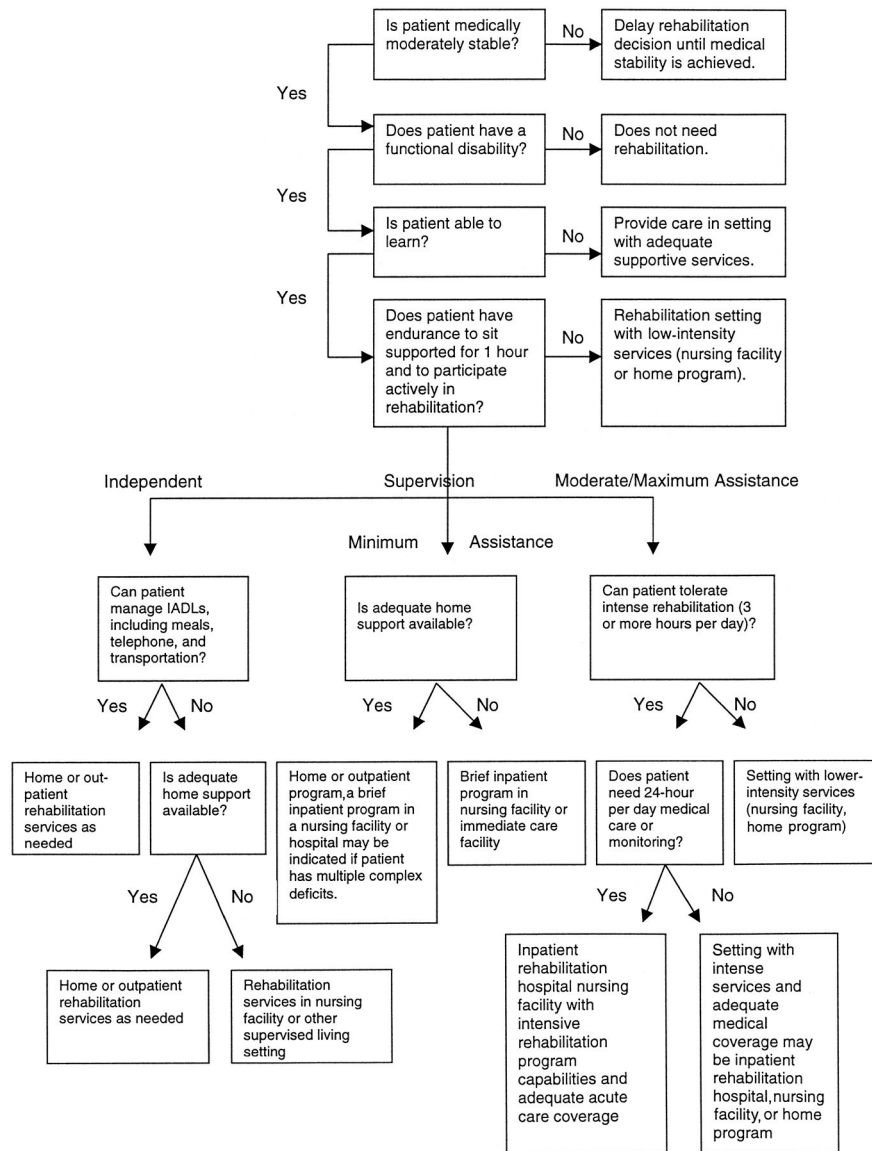 Is patient medically
moderately stable?
No
Delay rehabilitation
decision until medical
stability is achieved.
Yes
Does patient have a
functional disability?
No
Does not need
rehabilitation.
Yes
Is patient able to
learn?
No
Provide care in setting
with adequate
supportive services.
Yes
Does patient have
endurance to sit
supported for 1 hour
and to participate
actively in
rehabilitation?
No
Rehabilitation setting
with low-intensity
services (nursing facility
or home program).
Independent
Supervision
Moderate/Maximum Assistance
Minimum
Assistance
Can patient
manage IADLs,
including meals,
telephone, and
transportation?
Is adequate home
support available?
Can patient tolerate
intense rehabilitation (3
or more hours per day)?
Yes
No
Yes
No
Yes
No
Home or out-
patient
rehabilitation
services as
needed
Is adequate
home support
available?
Home or outpatient
program,a brief
inpatient program in
a nursing facility or
hospital may be
indicated if patient
has multiple complex
deficits.
Brief inpatient
program in
nursing facility or
immediate care
facility
Does patient
need 24-hour
per day medical
care or
monitoring?
Setting with lower-
intensity services
(nursing facility,
home program)
Yes
No
Yes
No
Home or outpatient
rehabilitation
services as needed
Rehabilitation
services in nursing
facility or other
supervised living
setting
Inpatient
rehabilitation
hospital nursing
facility with
intensive
rehabilitation
program
capabilities and
adequate acute
care coverage
Setting with
intense
services and
adequate
medical
coverage may
be inpatient
rehabilitation
hospital,nursing
facility, or home
program